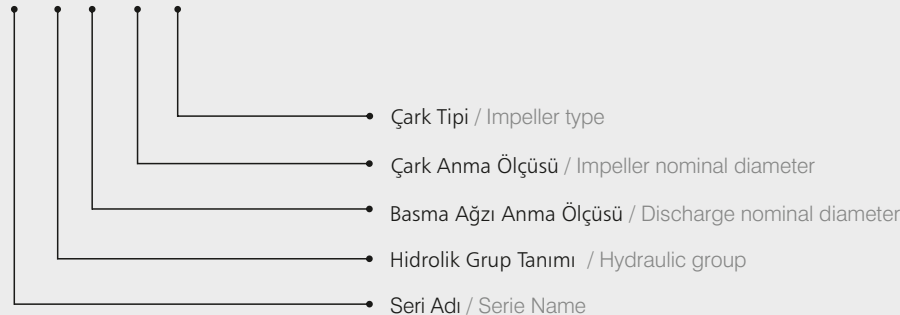 Çark Tipi / Impeller type
Çark Anma Ölçüsü / Impeller nominal diameter
Basma Ağzı Anma Ölçüsü / Discharge nominal diameter
Hidrolik Grup Tanımı / Hydraulic group
Seri Adı / Serie Name